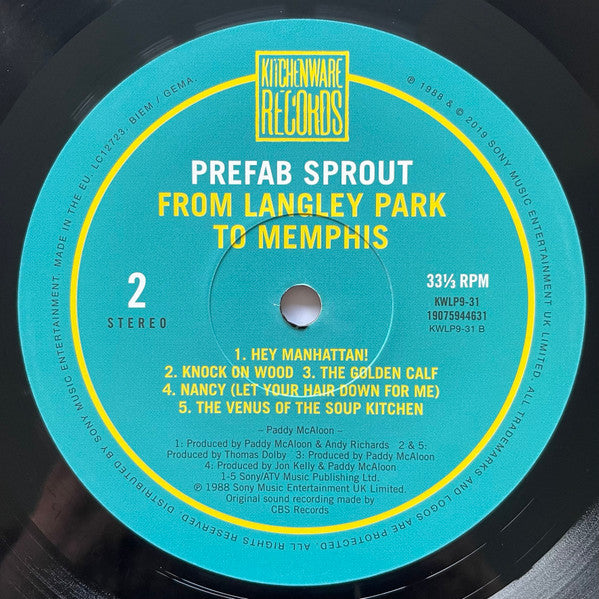 KITCHENWARE
RECORDS
PREFAB SPROUT
FROM LANGLEY PARK
TO MEMPHIS
2
STEREO
33⅓ RPM
KWLP9-31
19075944631
KWLP9-31 B
1. HEY MANHATTAN!
2. KNOCK ON WOOD 3. THE GOLDEN CALF
4. NANCY (LET YOUR HAIR DOWN FOR ME)
5. THE VENUS OF THE SOUP KITCHEN
– Paddy McAloon –
1: Produced by Paddy McAloon & Andy Richards 2 & 5:
Produced by Thomas Dolby 3: Produced by Paddy McAloon
4: Produced by Jon Kelly & Paddy McAloon
1-5 Sony/ATV Music Publishing Ltd.
℗ 1988 Sony Music Entertainment UK Limited.
Original sound recording made by
CBS Records
℗ 1988 & © 2019 SONY MUSIC ENTERTAINMENT UK LIMITED. ALL TRADEMARKS AND LOGOS ARE PROTECTED. ALL RIGHTS RESERVED. DISTRIBUTED BY SONY MUSIC ENTERTAINMENT. MADE IN THE EU. LC12723. BIEM / GEMA.